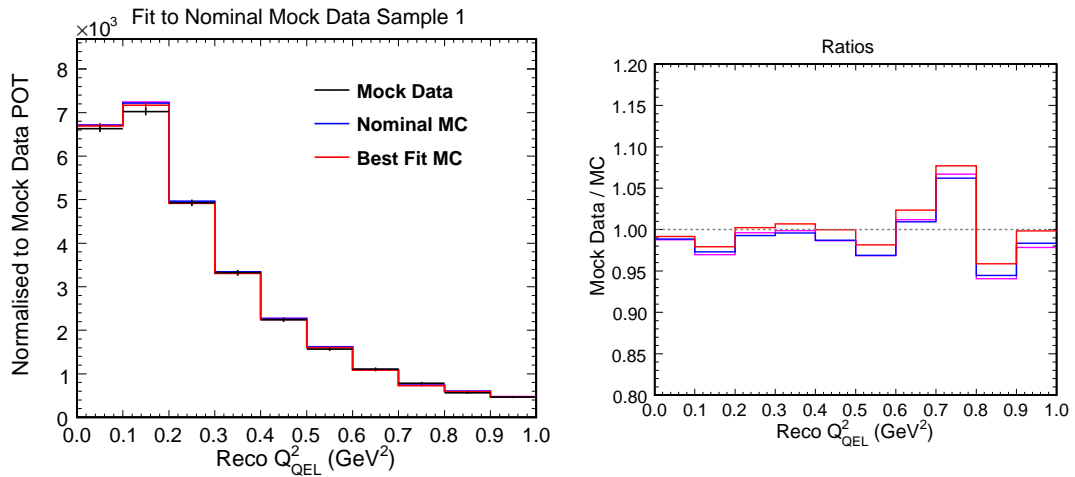 Fit to Nominal Mock Data Sample 1
×10³
Normalised to Mock Data POT
8
7
6
5
4
3
2
1
0
Mock Data
Nominal MC
Best Fit MC
0.0 0.1 0.2 0.3 0.4 0.5 0.6 0.7 0.8 0.9 1.0
Reco Q²_QEL (GeV²)
Ratios
Mock Data / MC
1.20
1.15
1.10
1.05
1.00
0.95
0.90
0.85
0.80
0.0 0.1 0.2 0.3 0.4 0.5 0.6 0.7 0.8 0.9 1.0
Reco Q²_QEL (GeV²)